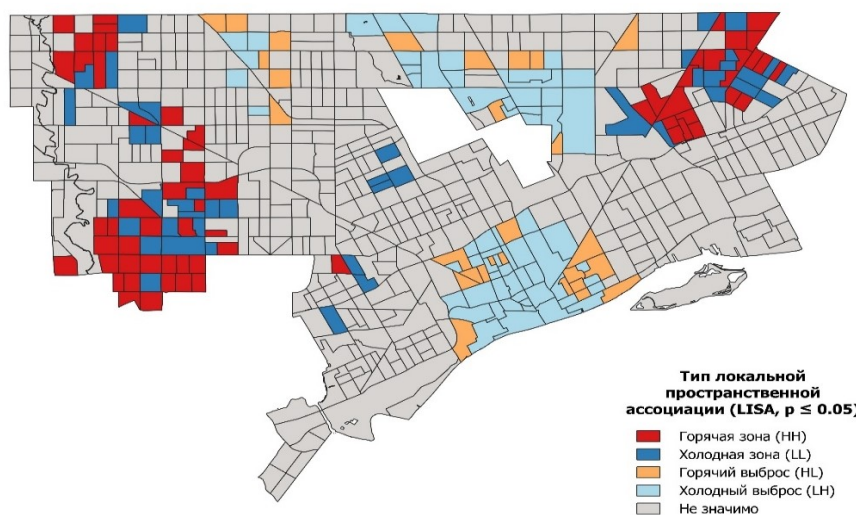 Тип локальной
пространственной
ассоциации (LISA, p ≤ 0.05)
Горячая зона (HH)
Холодная зона (LL)
Горячий выброс (HL)
Холодный выброс (LH)
Не значимо